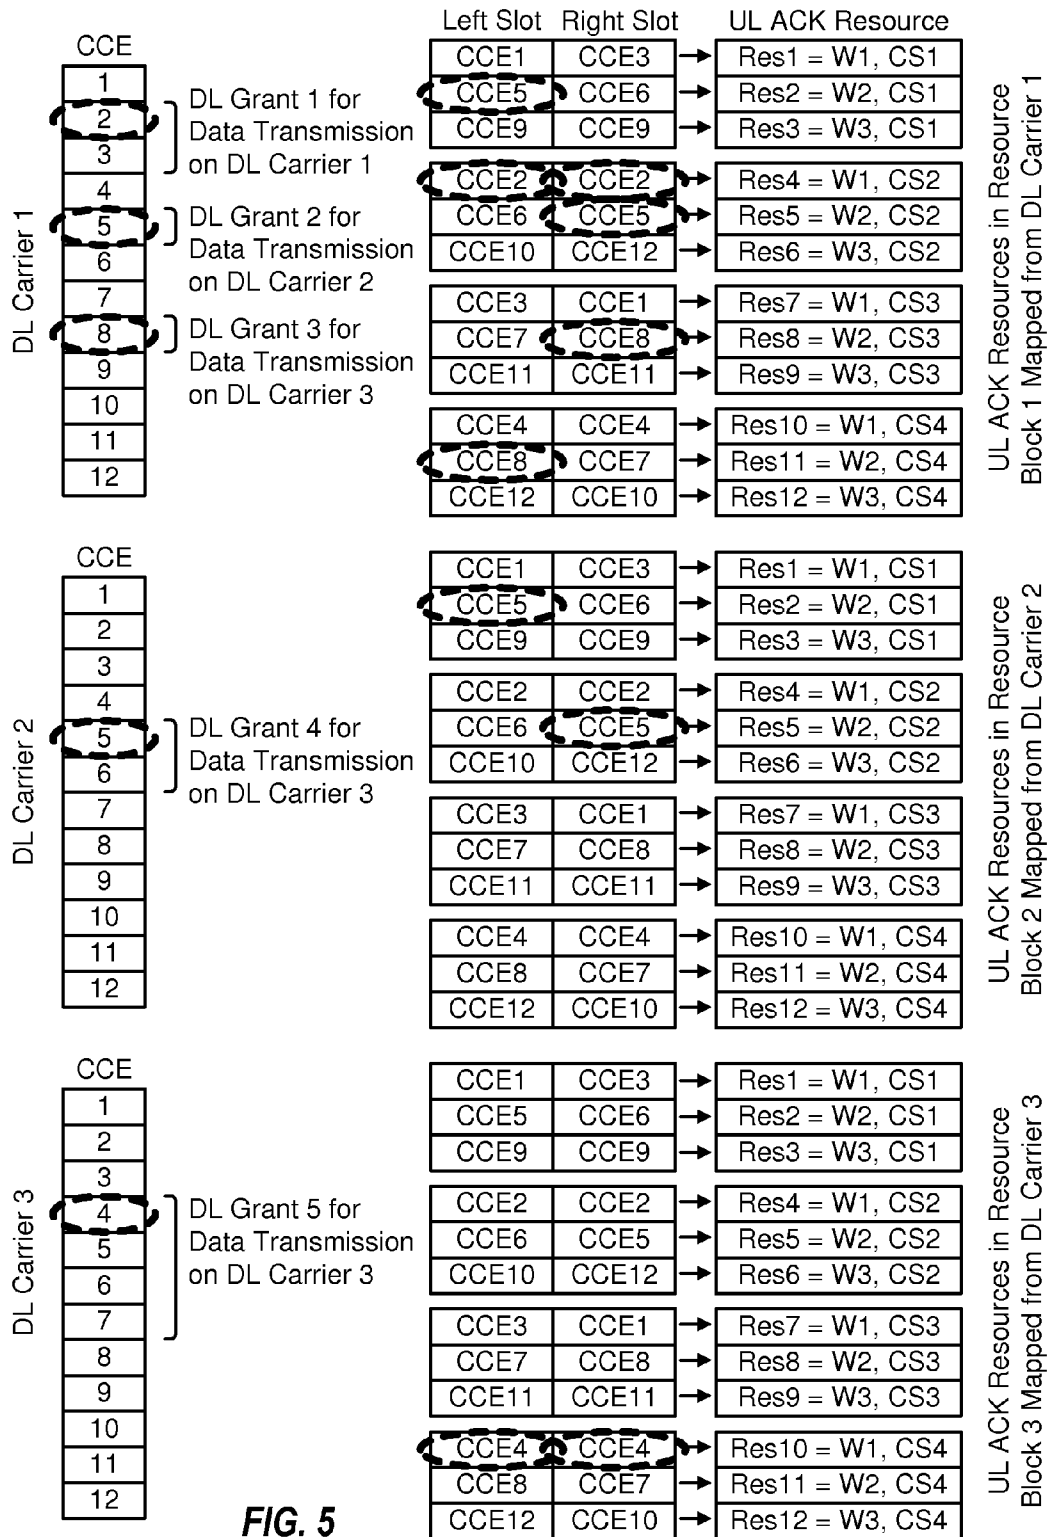 Left Slot Right Slot UL ACK Resource
CCE
1
2
3
4
5
6
7
8
9
10
11
12
DL Carrier 1
DL Grant 1 for
Data Transmission
on DL Carrier 1
DL Grant 2 for
Data Transmission
on DL Carrier 2
DL Grant 3 for
Data Transmission
on DL Carrier 3
CCE1 CCE3 Res1 = W1, CS1
CCE5 CCE6 Res2 = W2, CS1
CCE9 CCE9 Res3 = W3, CS1
CCE2 CCE2 Res4 = W1, CS2
CCE6 CCE5 Res5 = W2, CS2
CCE10 CCE12 Res6 = W3, CS2
CCE3 CCE1 Res7 = W1, CS3
CCE7 CCE8 Res8 = W2, CS3
CCE11 CCE11 Res9 = W3, CS3
CCE4 CCE4 Res10 = W1, CS4
CCE8 CCE7 Res11 = W2, CS4
CCE12 CCE10 Res12 = W3, CS4
UL ACK Resources in Resource
Block 1 Mapped from DL Carrier 1
CCE
1
2
3
4
5
6
7
8
9
10
11
12
DL Carrier 2
DL Grant 4 for
Data Transmission
on DL Carrier 3
CCE1 CCE3 Res1 = W1, CS1
CCE5 CCE6 Res2 = W2, CS1
CCE9 CCE9 Res3 = W3, CS1
CCE2 CCE2 Res4 = W1, CS2
CCE6 CCE5 Res5 = W2, CS2
CCE10 CCE12 Res6 = W3, CS2
CCE3 CCE1 Res7 = W1, CS3
CCE7 CCE8 Res8 = W2, CS3
CCE11 CCE11 Res9 = W3, CS3
CCE4 CCE4 Res10 = W1, CS4
CCE8 CCE7 Res11 = W2, CS4
CCE12 CCE10 Res12 = W3, CS4
UL ACK Resources in Resource
Block 2 Mapped from DL Carrier 2
CCE
1
2
3
4
5
6
7
8
9
10
11
12
DL Carrier 3
DL Grant 5 for
Data Transmission
on DL Carrier 3
CCE1 CCE3 Res1 = W1, CS1
CCE5 CCE6 Res2 = W2, CS1
CCE9 CCE9 Res3 = W3, CS1
CCE2 CCE2 Res4 = W1, CS2
CCE6 CCE5 Res5 = W2, CS2
CCE10 CCE12 Res6 = W3, CS2
CCE3 CCE1 Res7 = W1, CS3
CCE7 CCE8 Res8 = W2, CS3
CCE11 CCE11 Res9 = W3, CS3
CCE4 CCE4 Res10 = W1, CS4
CCE8 CCE7 Res11 = W2, CS4
CCE12 CCE10 Res12 = W3, CS4
UL ACK Resources in Resource
Block 3 Mapped from DL Carrier 3
FIG. 5